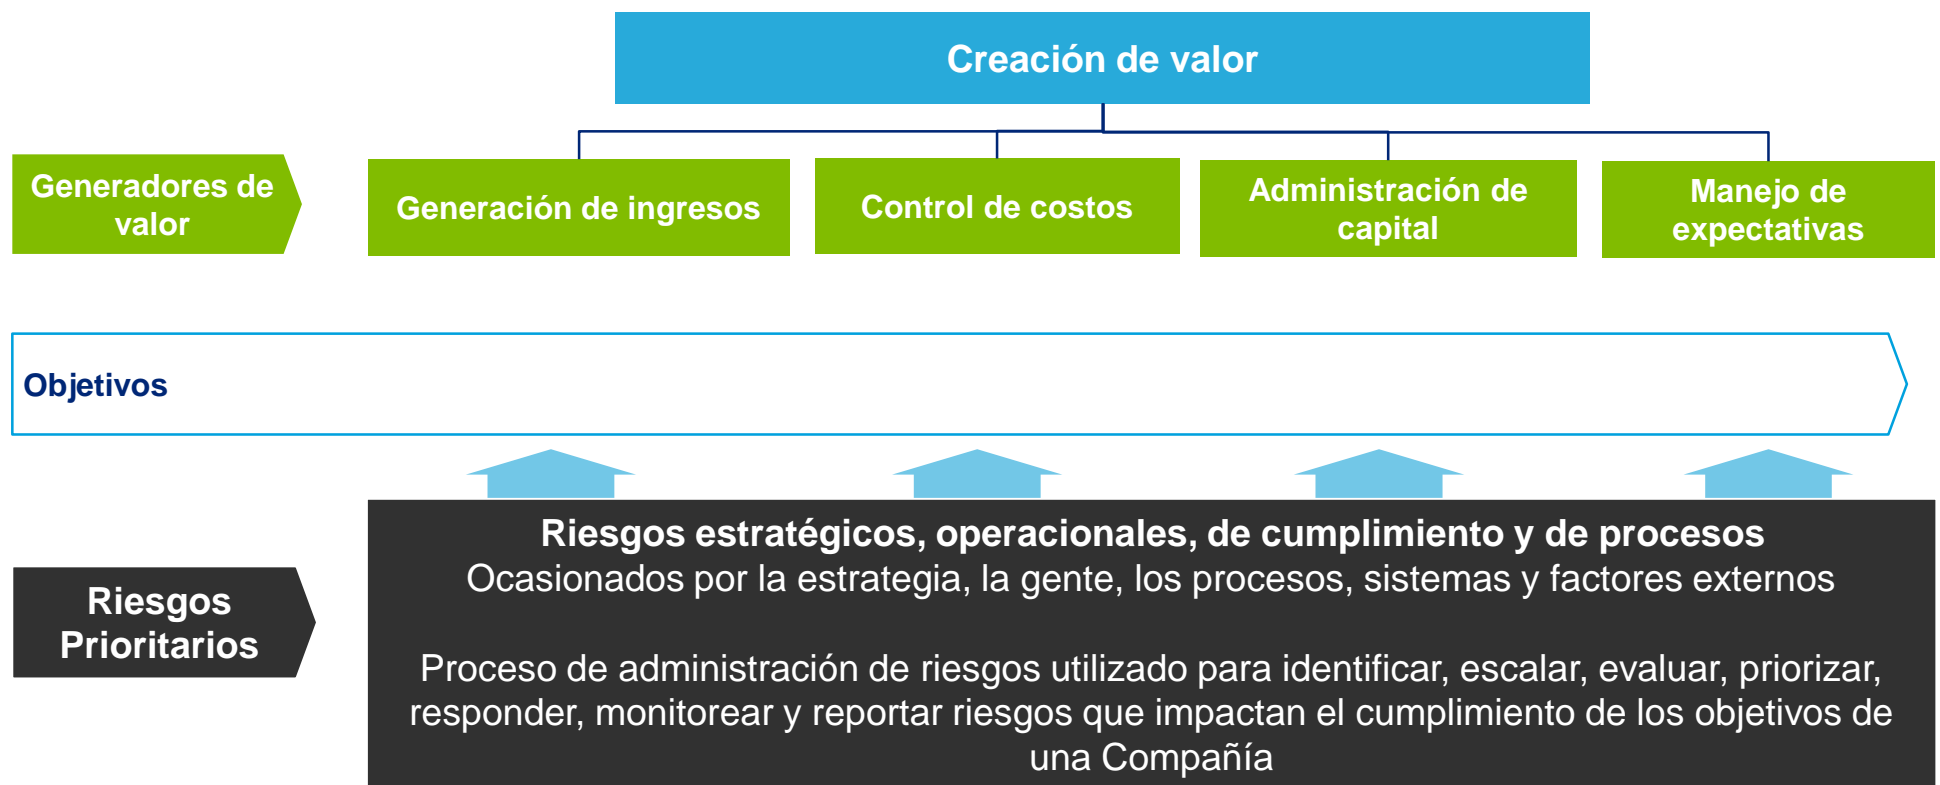 Creación de valor
Generadores de
valor
Generación de ingresos
Control de costos
Administración de
capital
Manejo de
expectativas
Objetivos
Riesgos
Prioritarios
Riesgos estratégicos, operacionales, de cumplimiento y de procesos
Ocasionados por la estrategia, la gente, los procesos, sistemas y factores externos
Proceso de administración de riesgos utilizado para identificar, escalar, evaluar, priorizar,
responder, monitorear y reportar riesgos que impactan el cumplimiento de los objetivos de
una Compañía